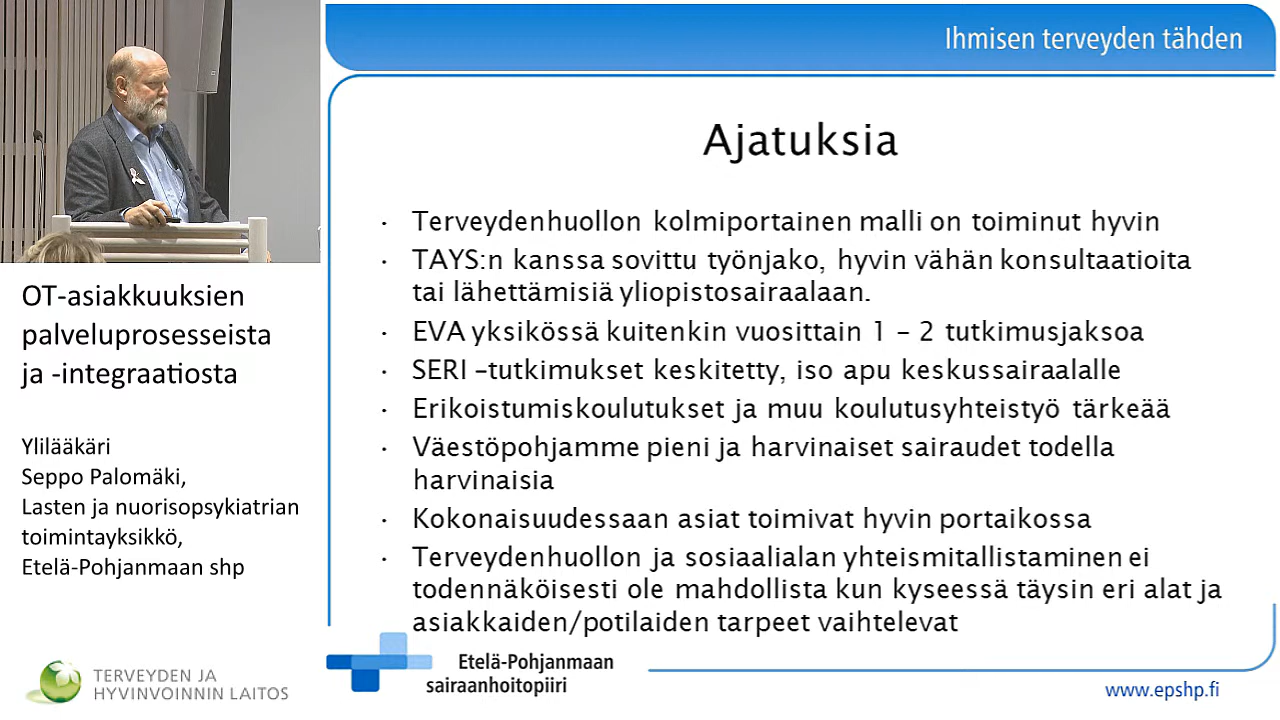 Ihmisen terveyden tähden
Ajatuksia
· Terveydenhuollon kolmiportainen malli on toiminut hyvin
· TAYS:n kanssa sovittu työnjako, hyvin vähän konsultaatioita
tai lähettämisiä yliopistosairaalaan.
· EVA yksikössä kuitenkin vuosittain 1 – 2 tutkimusjaksoa
· SERI –tutkimukset keskitetty, iso apu keskussairaalalle
· Erikoistumiskoulutukset ja muu koulutusyhteistyö tärkeää
· Väestöpohjamme pieni ja harvinaiset sairaudet todella
harvinaisia
· Kokonaisuudessaan asiat toimivat hyvin portaikossa
· Terveydenhuollon ja sosiaalialan yhteismitallistaminen ei
todennäköisesti ole mahdollista kun kyseessä täysin eri alat ja
asiakkaiden/potilaiden tarpeet vaihtelevat
Etelä-Pohjanmaan
sairaanhoitopiiri
www.epshp.fi
OT-asiakkuuksien
palveluprosesseista
ja -integraatiosta
Ylilääkäri
Seppo Palomäki,
Lasten ja nuorisopsykiatrian
toimintayksikkö,
Etelä-Pohjanmaan shp
TERVEYDEN JA
HYVINVOINNIN LAITOS